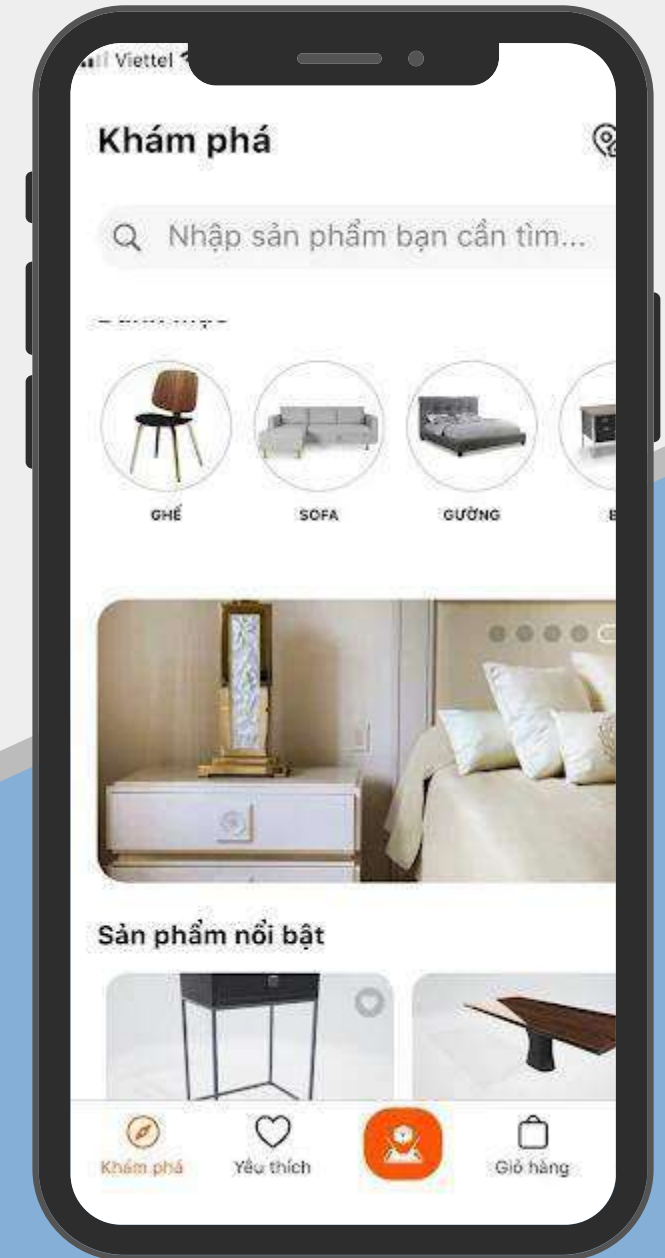 Viettel
Khám phá
Nhập sản phẩm bạn cần tìm...
GHẾ SOFA GƯỜNG
Sản phẩm nổi bật
Khám phá Yêu thích Giỏ hàng